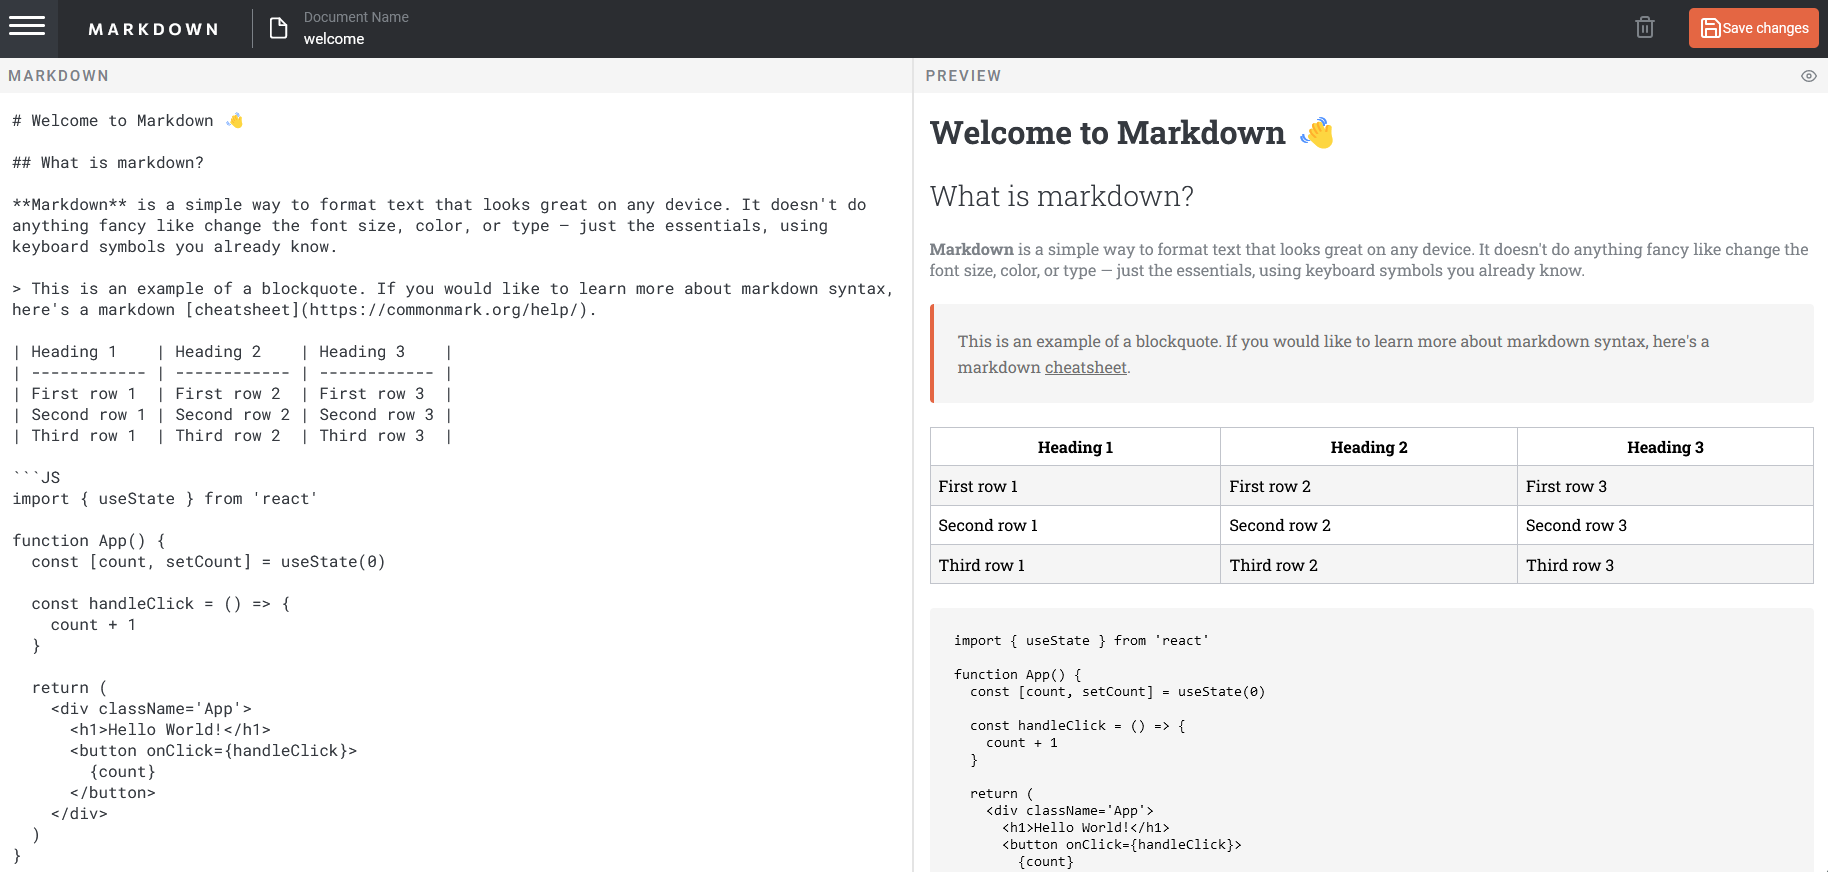 MARKDOWN
Document Name
welcome
Save changes
MARKDOWN
# Welcome to Markdown 👋
## What is markdown?
**Markdown** is a simple way to format text that looks great on any device. It doesn't do
anything fancy like change the font size, color, or type — just the essentials, using
keyboard symbols you already know.
> This is an example of a blockquote. If you would like to learn more about markdown syntax,
here's a markdown [cheatsheet](https://commonmark.org/help/).
| Heading 1    | Heading 2    | Heading 3    |
| ------------ | ------------ | ------------ |
| First row 1  | First row 2  | First row 3  |
| Second row 1 | Second row 2 | Second row 3 |
| Third row 1  | Third row 2  | Third row 3  |
```JS
import { useState } from 'react'
function App() {
  const [count, setCount] = useState(0)
  const handleClick = () => {
    count + 1
  }
  return (
    <div className='App'>
      <h1>Hello World!</h1>
      <button onClick={handleClick}>
        {count}
      </button>
    </div>
  )
}
PREVIEW
Welcome to Markdown 👋
What is markdown?
Markdown is a simple way to format text that looks great on any device. It doesn't do anything fancy like change the
font size, color, or type — just the essentials, using keyboard symbols you already know.
This is an example of a blockquote. If you would like to learn more about markdown syntax, here's a
markdown cheatsheet.
Heading 1 Heading 2 Heading 3
First row 1 First row 2 First row 3
Second row 1 Second row 2 Second row 3
Third row 1 Third row 2 Third row 3
import { useState } from 'react'
function App() {
  const [count, setCount] = useState(0)
  const handleClick = () => {
    count + 1
  }
  return (
    <div className='App'>
      <h1>Hello World!</h1>
      <button onClick={handleClick}>
        {count}